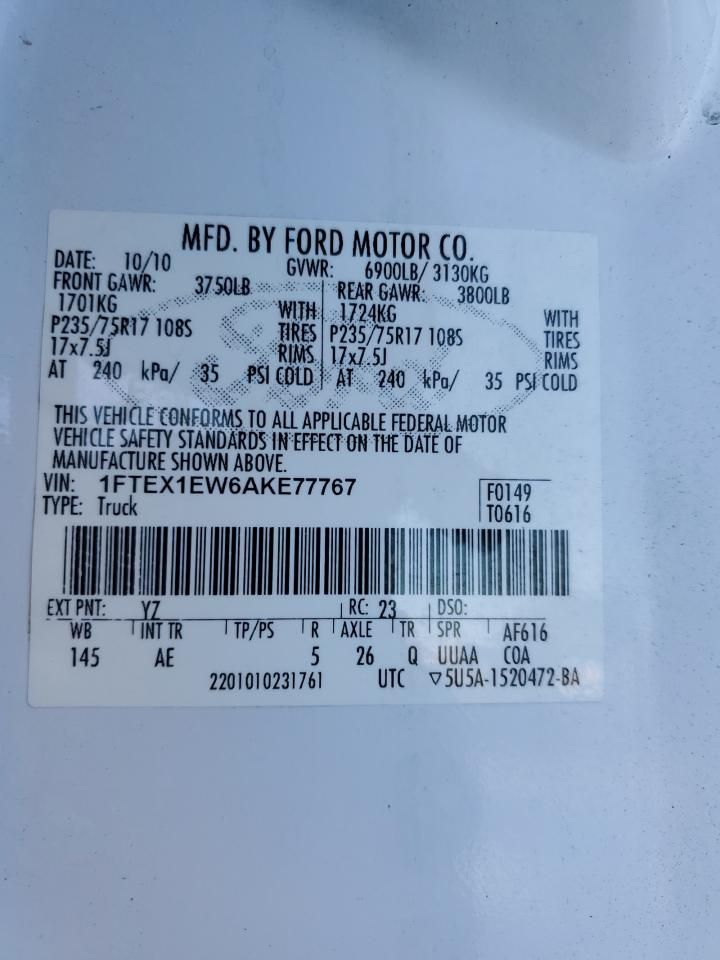 MFD. BY FORD MOTOR CO.
DATE: 10/10 GVWR: 6900LB/ 3130KG
FRONT GAWR: 3750LB REAR GAWR: 3800LB
1701KG WITH 1724KG WITH
P235/75R17 108S TIRES P235/75R17 108S TIRES
17x7.5J RIMS 17x7.5J RIMS
AT 240 kPa/ 35 PSI COLD AT 240 kPa/ 35 PSI COLD
THIS VEHICLE CONFORMS TO ALL APPLICABLE FEDERAL MOTOR
VEHICLE SAFETY STANDARDS IN EFFECT ON THE DATE OF
MANUFACTURE SHOWN ABOVE.
VIN: 1FTEX1EW6AKE77767 F0149
TYPE: Truck T0616
EXT PNT: YZ RC: 23 DSO:
WB INT TR TP/PS R AXLE TR SPR AF616
145 AE 5 26 Q UUAA COA
2201010231761 UTC ▽5U5A-1520472-BA